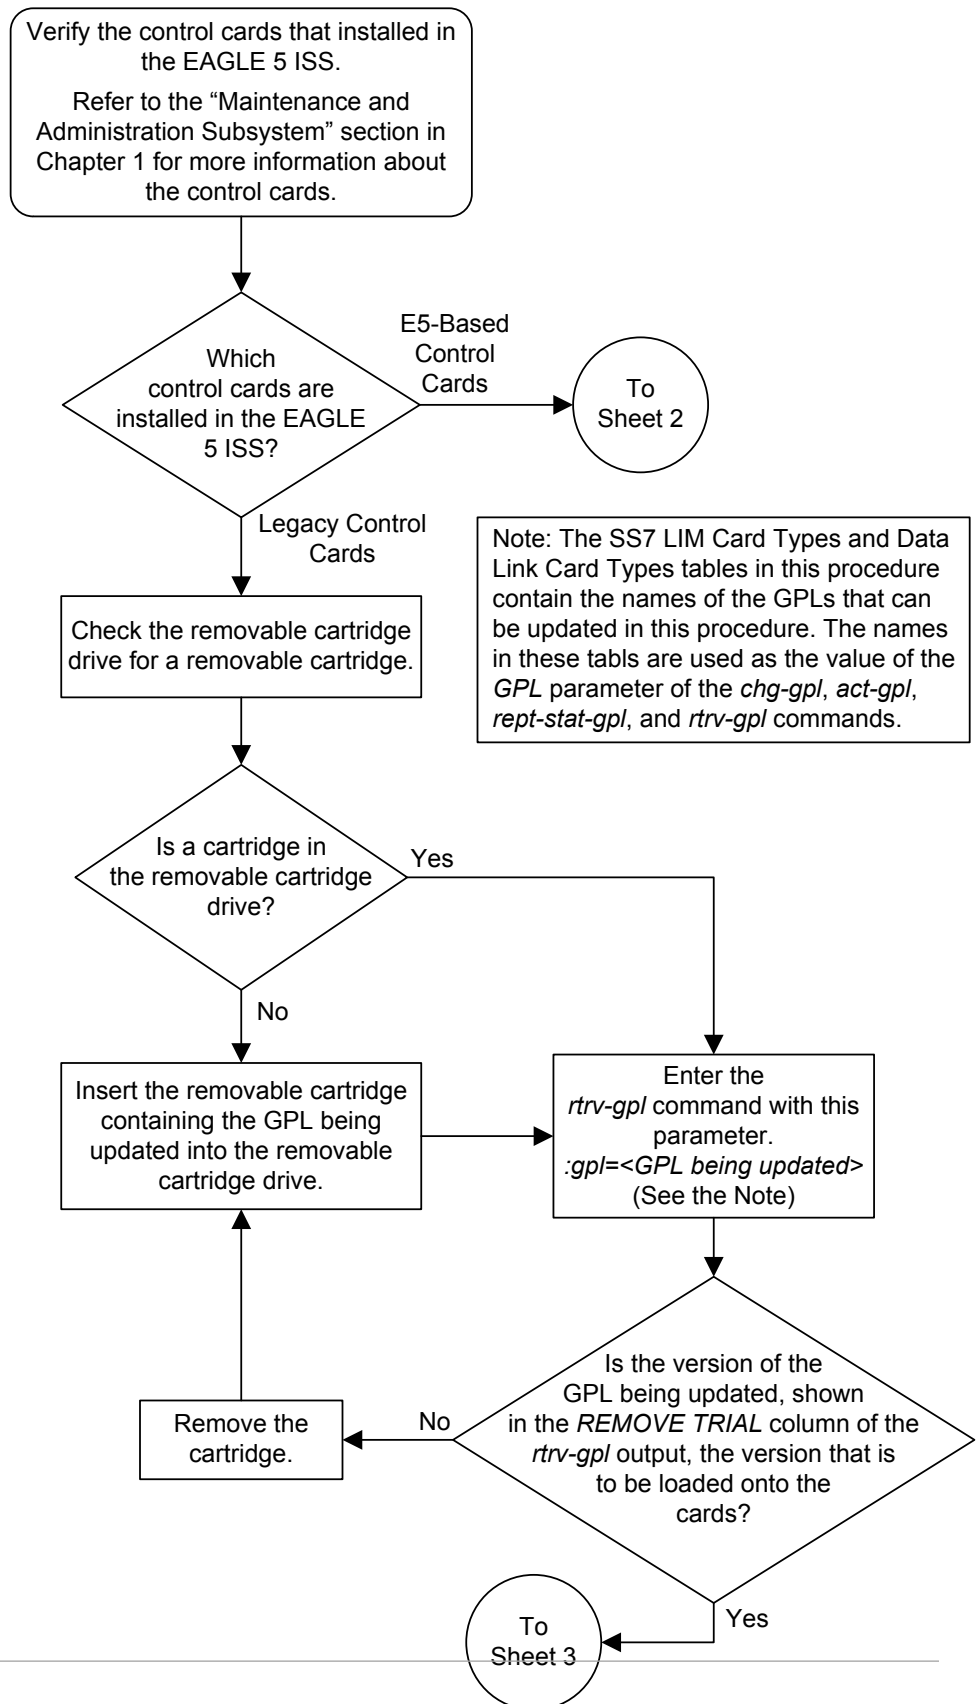 Verify the control cards that installed in
the EAGLE 5 ISS.
Refer to the “Maintenance and
Administration Subsystem” section in
Chapter 1 for more information about
the control cards.
Which
control cards are
installed in the EAGLE
5 ISS?
E5-Based
Control
Cards
To
Sheet 2
Legacy Control
Cards
Note: The SS7 LIM Card Types and Data
Link Card Types tables in this procedure
contain the names of the GPLs that can
be updated in this procedure. The names
in these tabls are used as the value of the
GPL parameter of the chg-gpl, act-gpl,
rept-stat-gpl, and rtrv-gpl commands.
Check the removable cartridge
drive for a removable cartridge.
Is a cartridge in
the removable cartridge
drive?
Yes
No
Insert the removable cartridge
containing the GPL being
updated into the removable
cartridge drive.
Enter the
rtrv-gpl command with this
parameter.
:gpl=<GPL being updated>
(See the Note)
Is the version of the
GPL being updated, shown
in the REMOVE TRIAL column of the
rtrv-gpl output, the version that is
to be loaded onto the
cards?
No
Remove the
cartridge.
Yes
To
Sheet 3